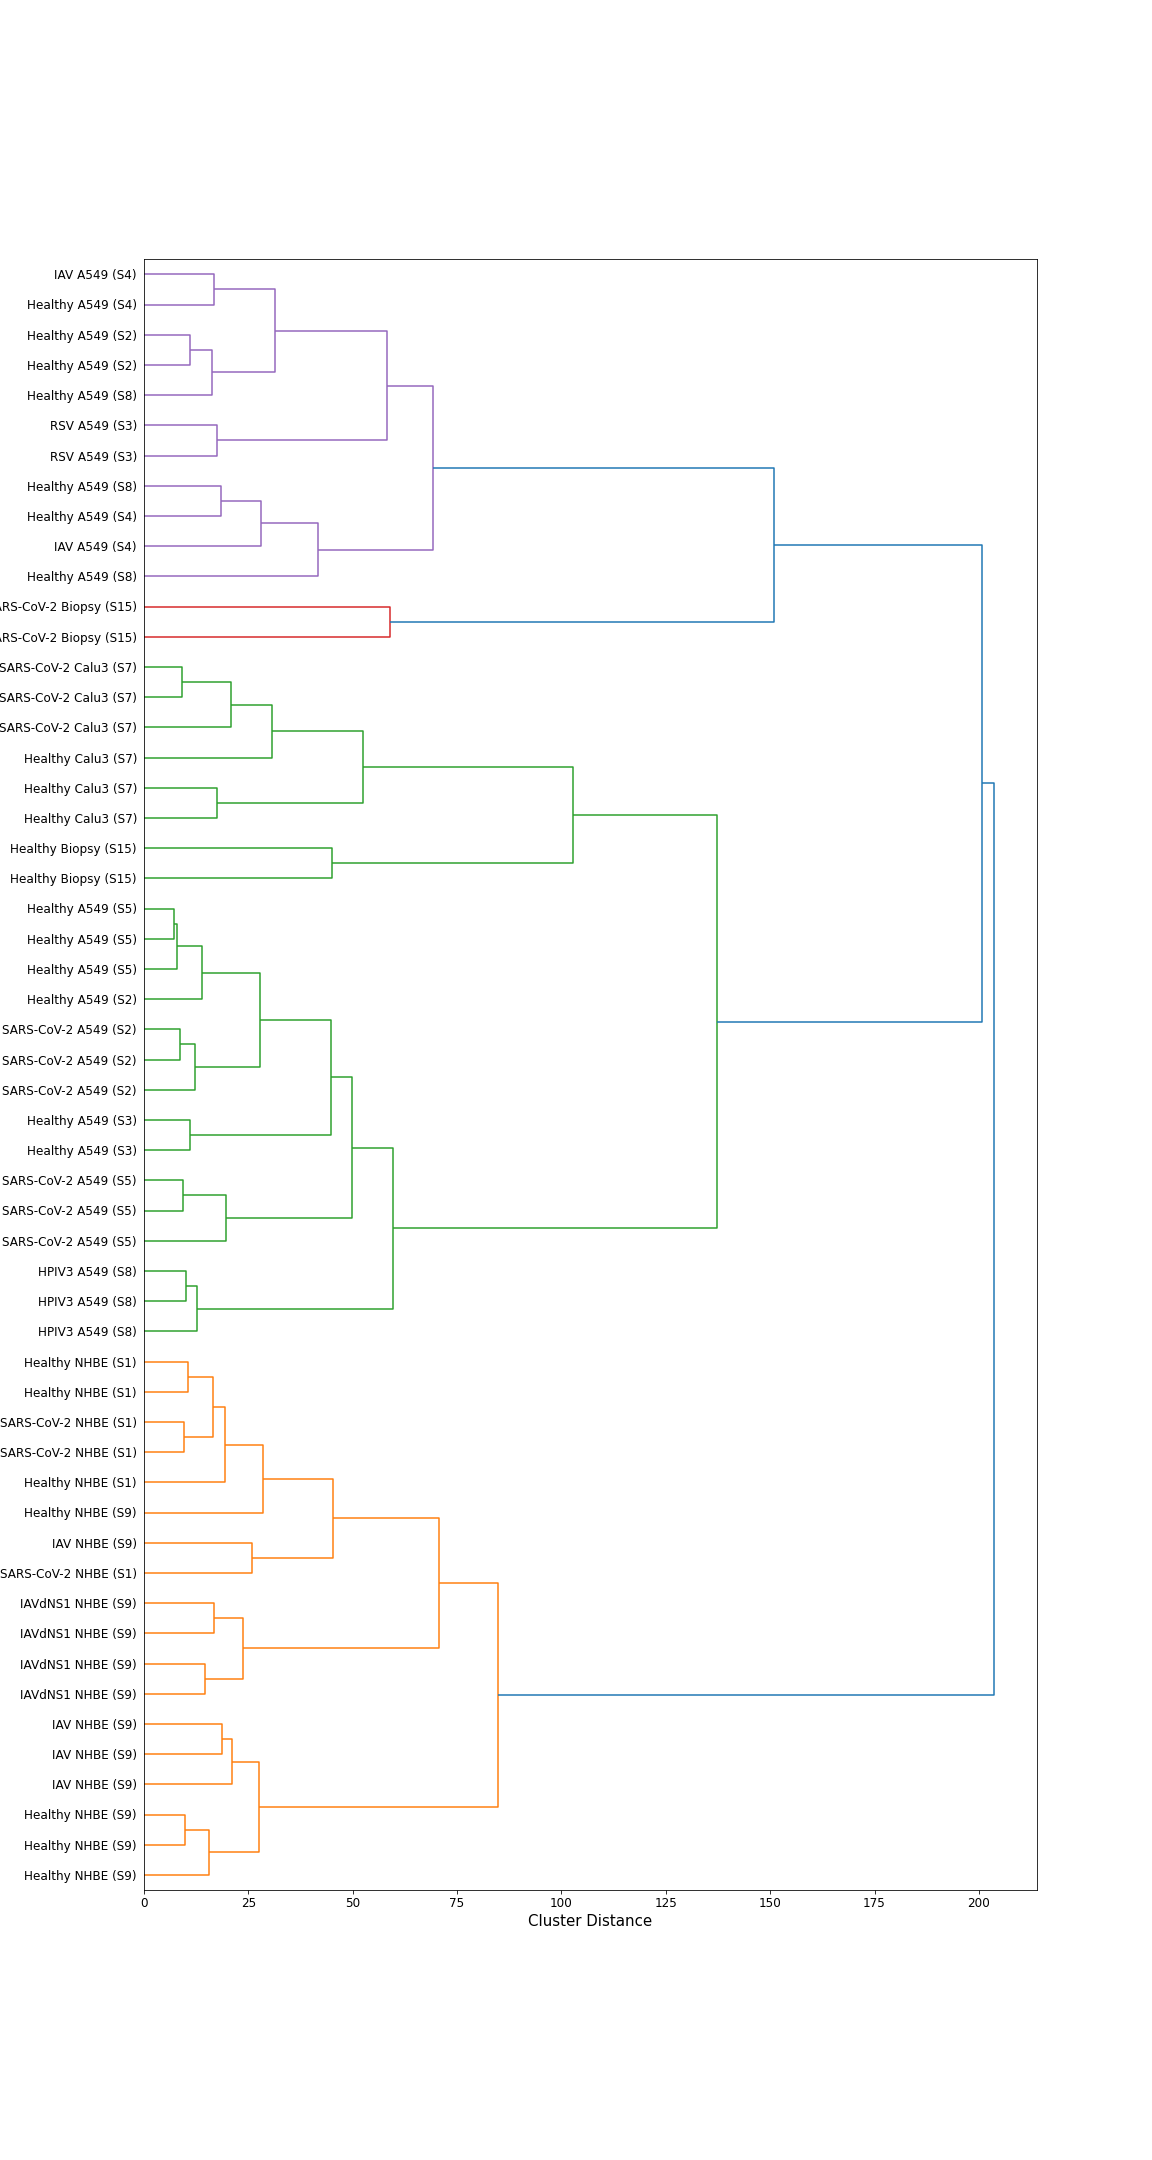 IAV A549 (S4)
Healthy A549 (S4)
Healthy A549 (S2)
Healthy A549 (S2)
Healthy A549 (S8)
RSV A549 (S3)
RSV A549 (S3)
Healthy A549 (S8)
Healthy A549 (S4)
IAV A549 (S4)
Healthy A549 (S8)
ARS-CoV-2 Biopsy (S15)
ARS-CoV-2 Biopsy (S15)
SARS-CoV-2 Calu3 (S7)
SARS-CoV-2 Calu3 (S7)
SARS-CoV-2 Calu3 (S7)
Healthy Calu3 (S7)
Healthy Calu3 (S7)
Healthy Calu3 (S7)
Healthy Biopsy (S15)
Healthy Biopsy (S15)
Healthy A549 (S5)
Healthy A549 (S5)
Healthy A549 (S5)
Healthy A549 (S2)
SARS-CoV-2 A549 (S2)
SARS-CoV-2 A549 (S2)
SARS-CoV-2 A549 (S2)
Healthy A549 (S3)
Healthy A549 (S3)
SARS-CoV-2 A549 (S5)
SARS-CoV-2 A549 (S5)
SARS-CoV-2 A549 (S5)
HPIV3 A549 (S8)
HPIV3 A549 (S8)
HPIV3 A549 (S8)
Healthy NHBE (S1)
Healthy NHBE (S1)
SARS-CoV-2 NHBE (S1)
SARS-CoV-2 NHBE (S1)
Healthy NHBE (S1)
Healthy NHBE (S9)
IAV NHBE (S9)
SARS-CoV-2 NHBE (S1)
IAVdNS1 NHBE (S9)
IAVdNS1 NHBE (S9)
IAVdNS1 NHBE (S9)
IAVdNS1 NHBE (S9)
IAV NHBE (S9)
IAV NHBE (S9)
IAV NHBE (S9)
Healthy NHBE (S9)
Healthy NHBE (S9)
Healthy NHBE (S9)
0 25 50 75 100 125 150 175 200
Cluster Distance